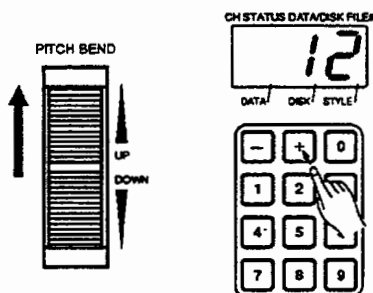 PITCH BEND
UP
DOWN
CH STATUS DATA/DISK FILE#
12
DATA DISK STYLE
- + 0
1 2
4 5
7 8 9